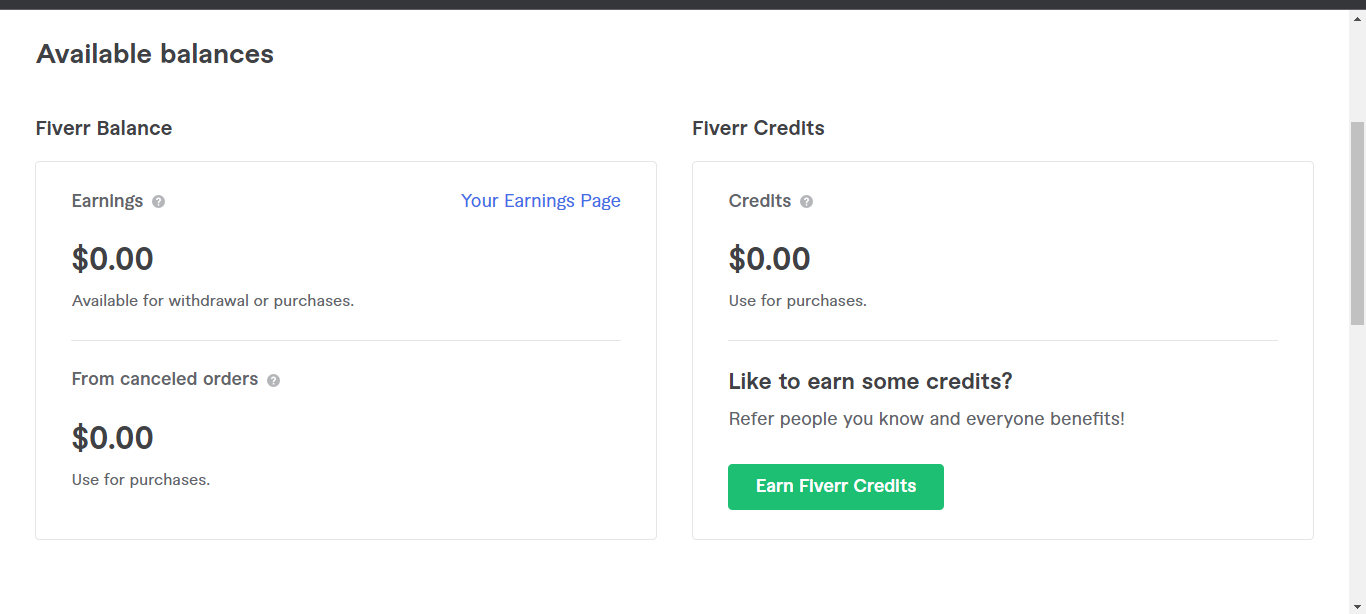 Available balances
Fiverr Balance
Earnings
Your Earnings Page
$0.00
Available for withdrawal or purchases.
From canceled orders
$0.00
Use for purchases.
Fiverr Credits
Credits
$0.00
Use for purchases.
Like to earn some credits?
Refer people you know and everyone benefits!
Earn Fiverr Credits